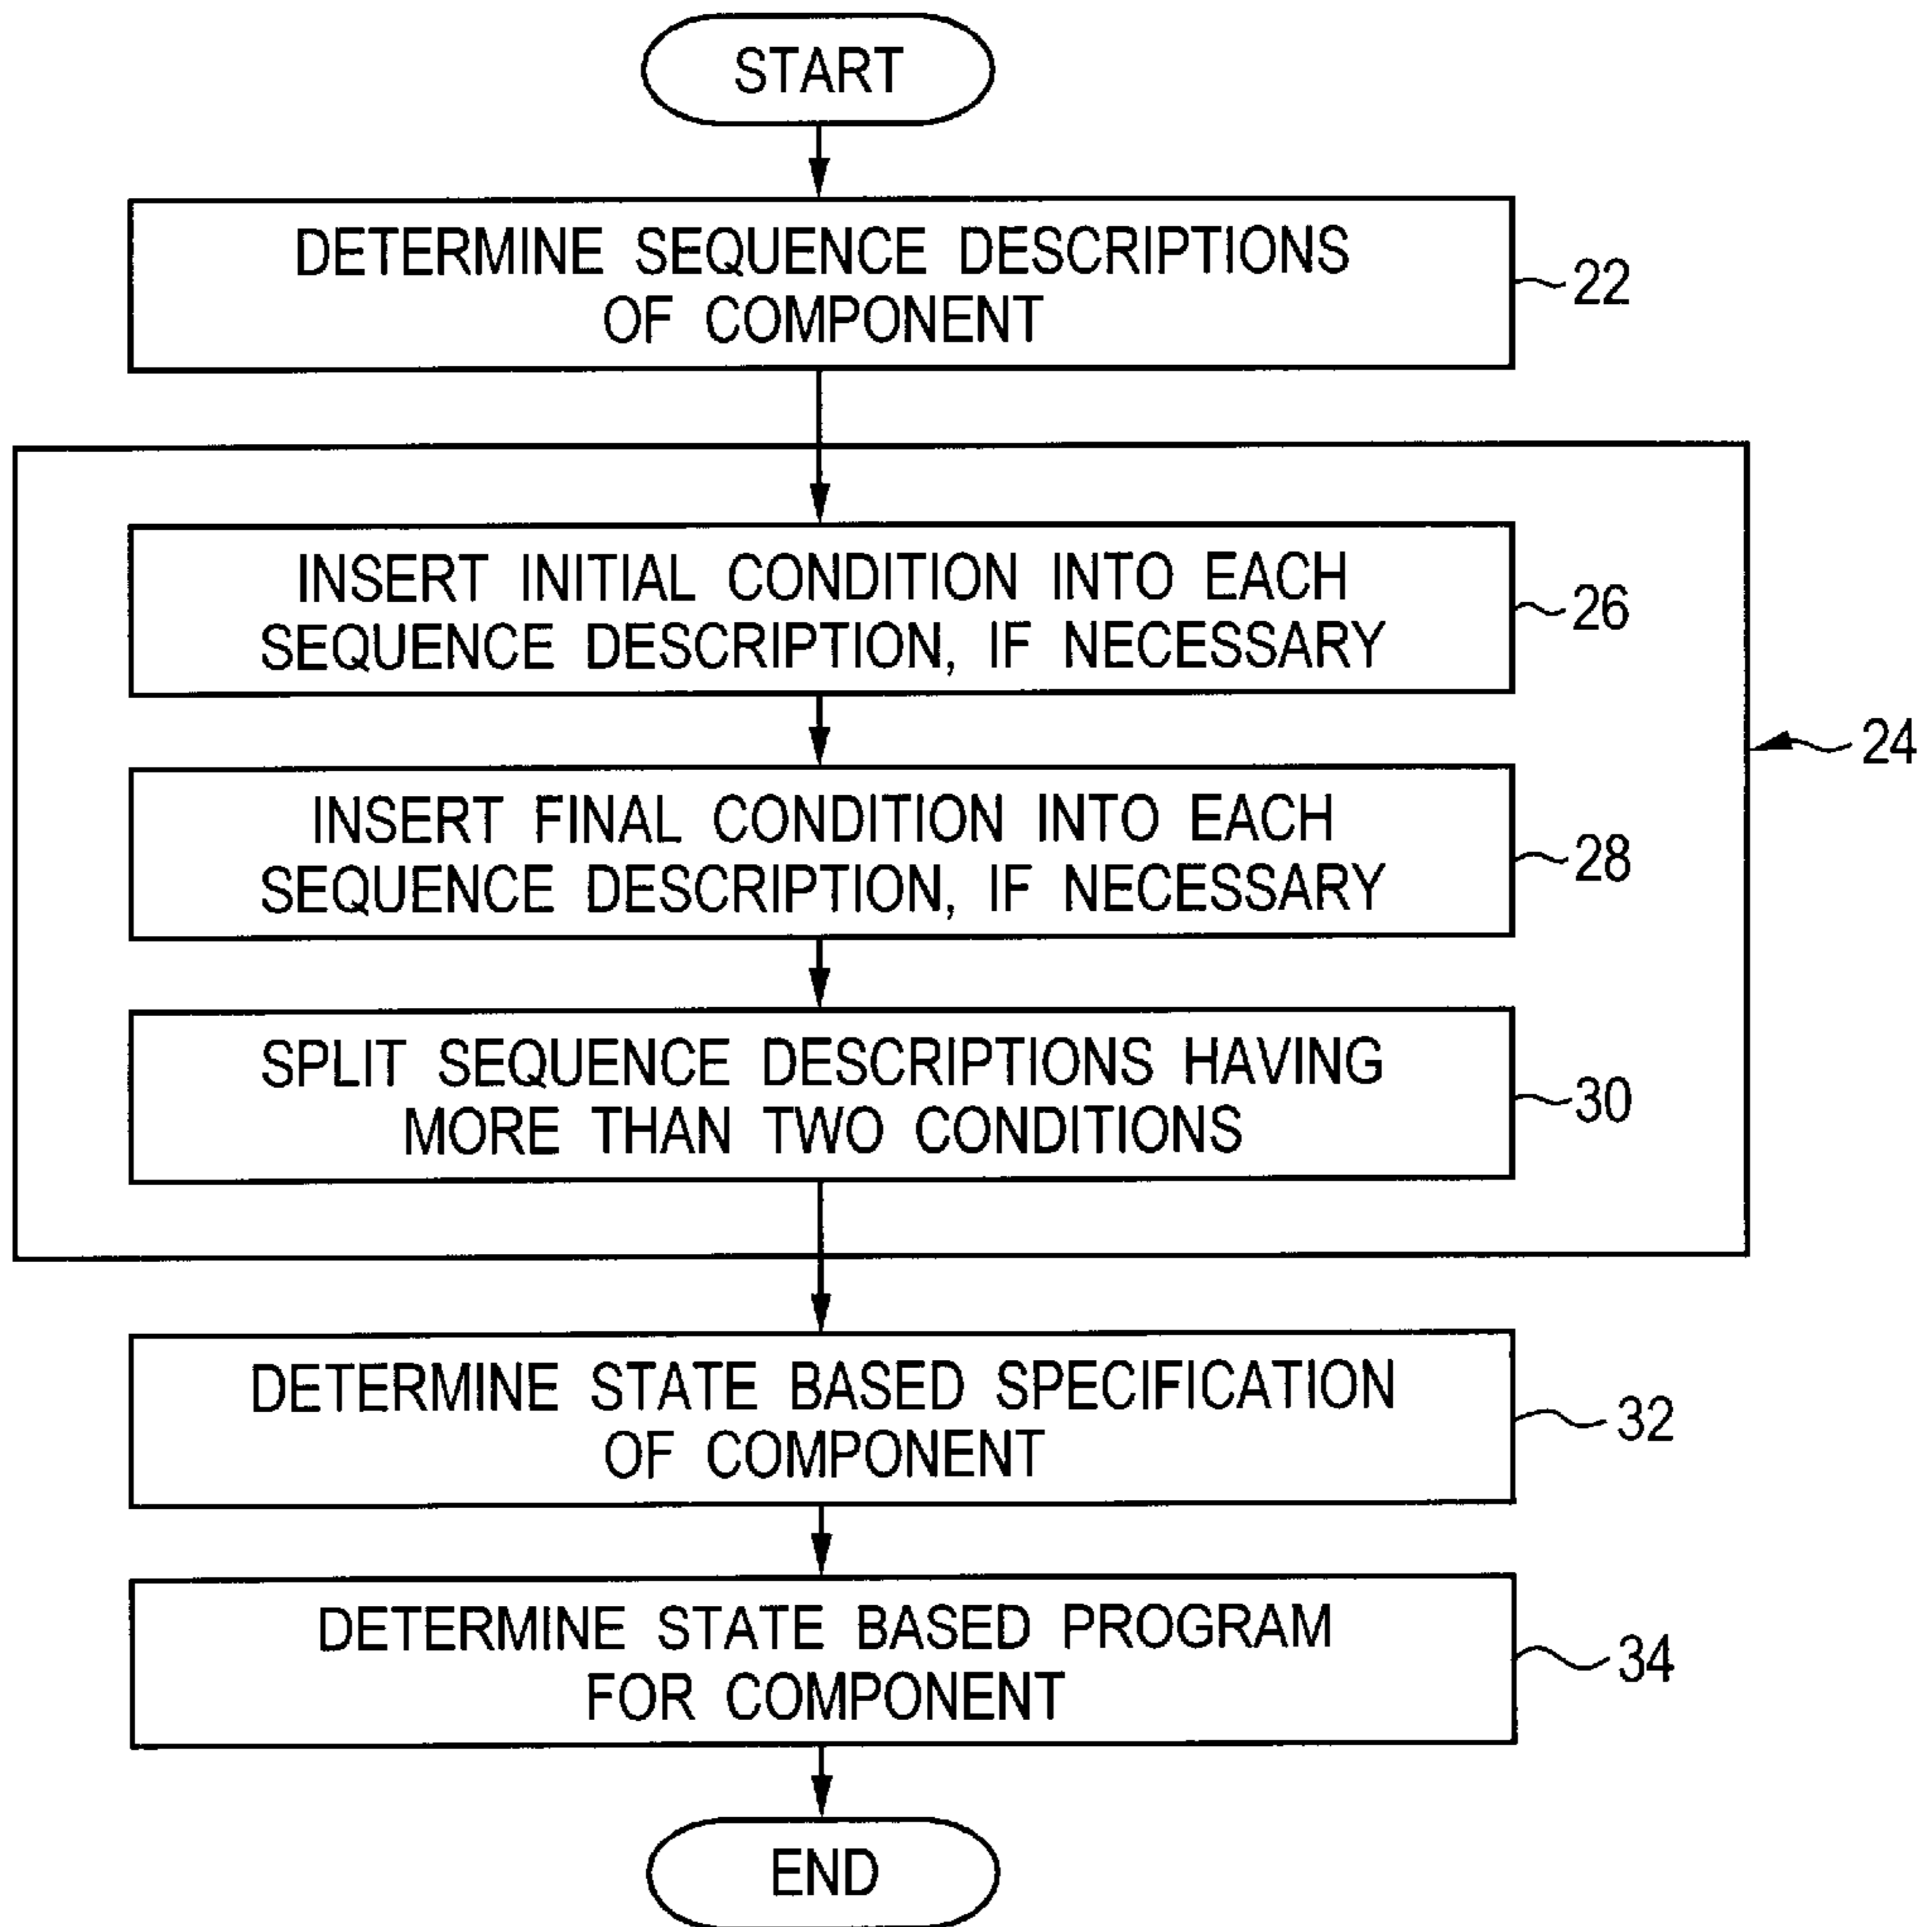 START
DETERMINE SEQUENCE DESCRIPTIONS
OF COMPONENT
22
INSERT INITIAL CONDITION INTO EACH
SEQUENCE DESCRIPTION, IF NECESSARY
26
24
INSERT FINAL CONDITION INTO EACH
SEQUENCE DESCRIPTION, IF NECESSARY
28
SPLIT SEQUENCE DESCRIPTIONS HAVING
MORE THAN TWO CONDITIONS
30
DETERMINE STATE BASED SPECIFICATION
OF COMPONENT
32
DETERMINE STATE BASED PROGRAM
FOR COMPONENT
34
END